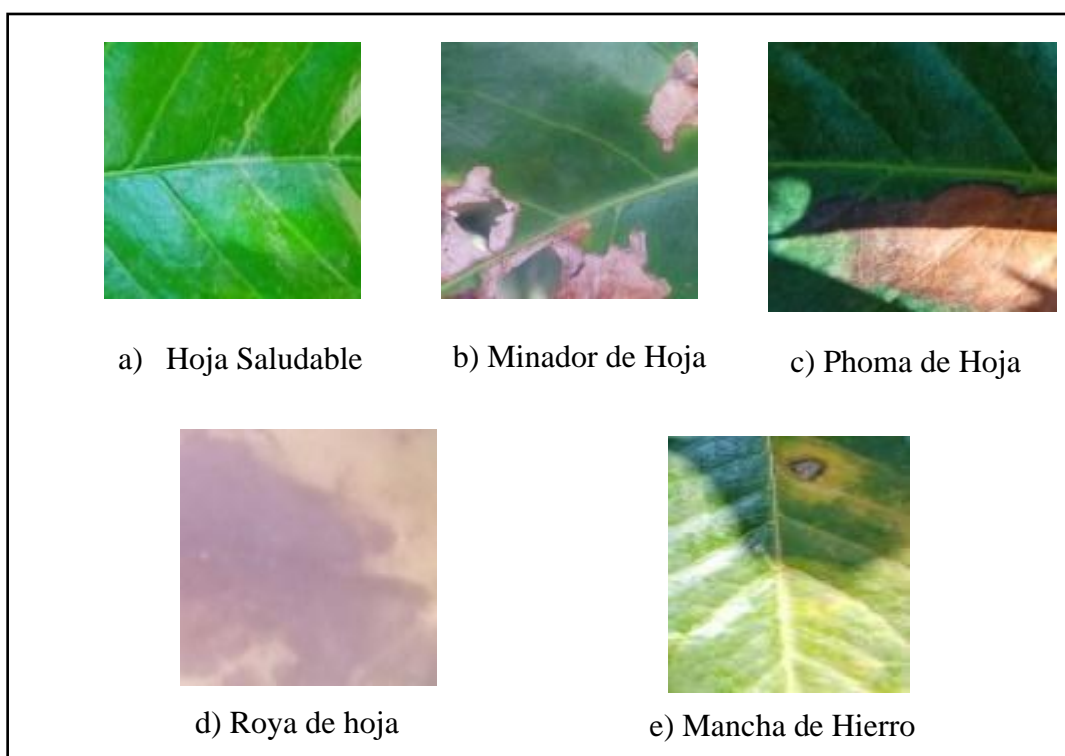 a) Hoja Saludable
b) Minador de Hoja
c) Phoma de Hoja
d) Roya de hoja
e) Mancha de Hierro